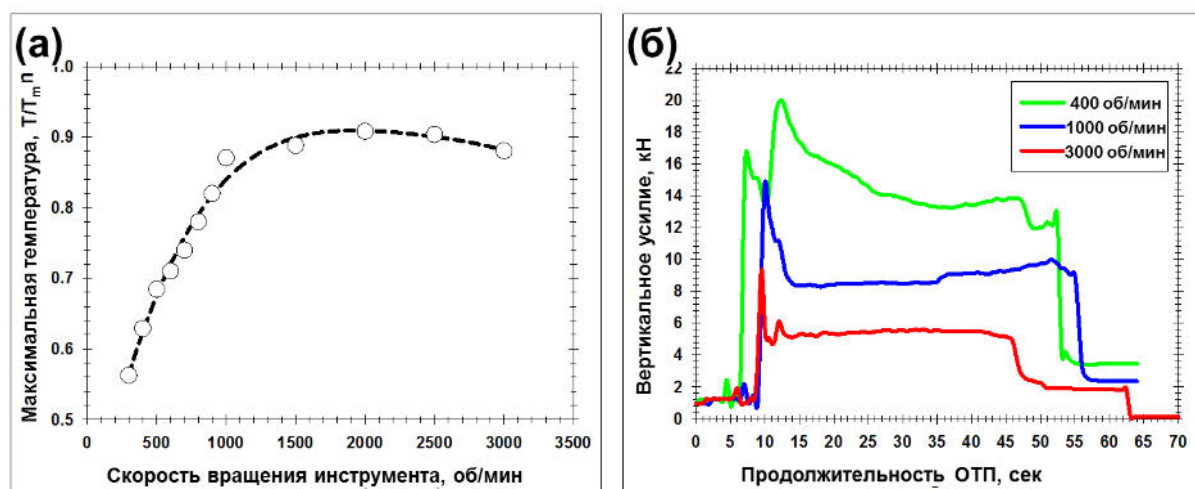 (а)
Максимальная температура, T/Tm n
1.0
0.9
0.8
0.7
0.6
0.5
0 500 1000 1500 2000 2500 3000 3500
Скорость вращения инструмента, об/мин
(б)
Вертикальное усилие, кН
22
20
18
16
14
12
10
8
6
4
2
0
400 об/мин
1000 об/мин
3000 об/мин
0 5 10 15 20 25 30 35 40 45 50 55 60 65 70
Продолжительность ОТП, сек